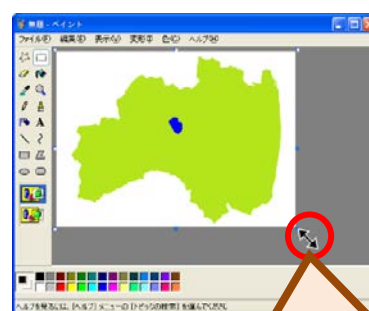 無題 - ペイント
ファイル(F) 編集(E) 表示(V) 変形(I) 色(C) ヘルプ(H)
A
ヘルプを見るには、[ヘルプ] メニューの [トピックの検索] を選んでください。